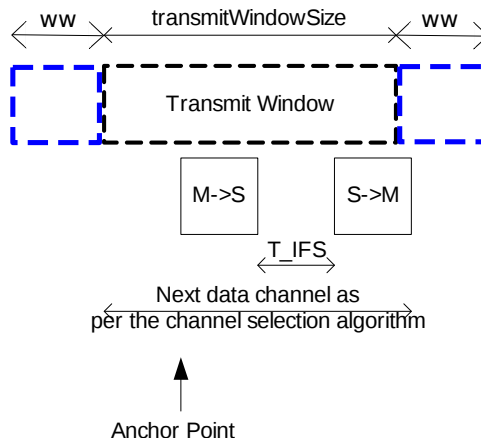 ww transmitWindowSize ww
Transmit Window
M->S S->M
T_IFS
Next data channel as
per the channel selection algorithm
Anchor Point